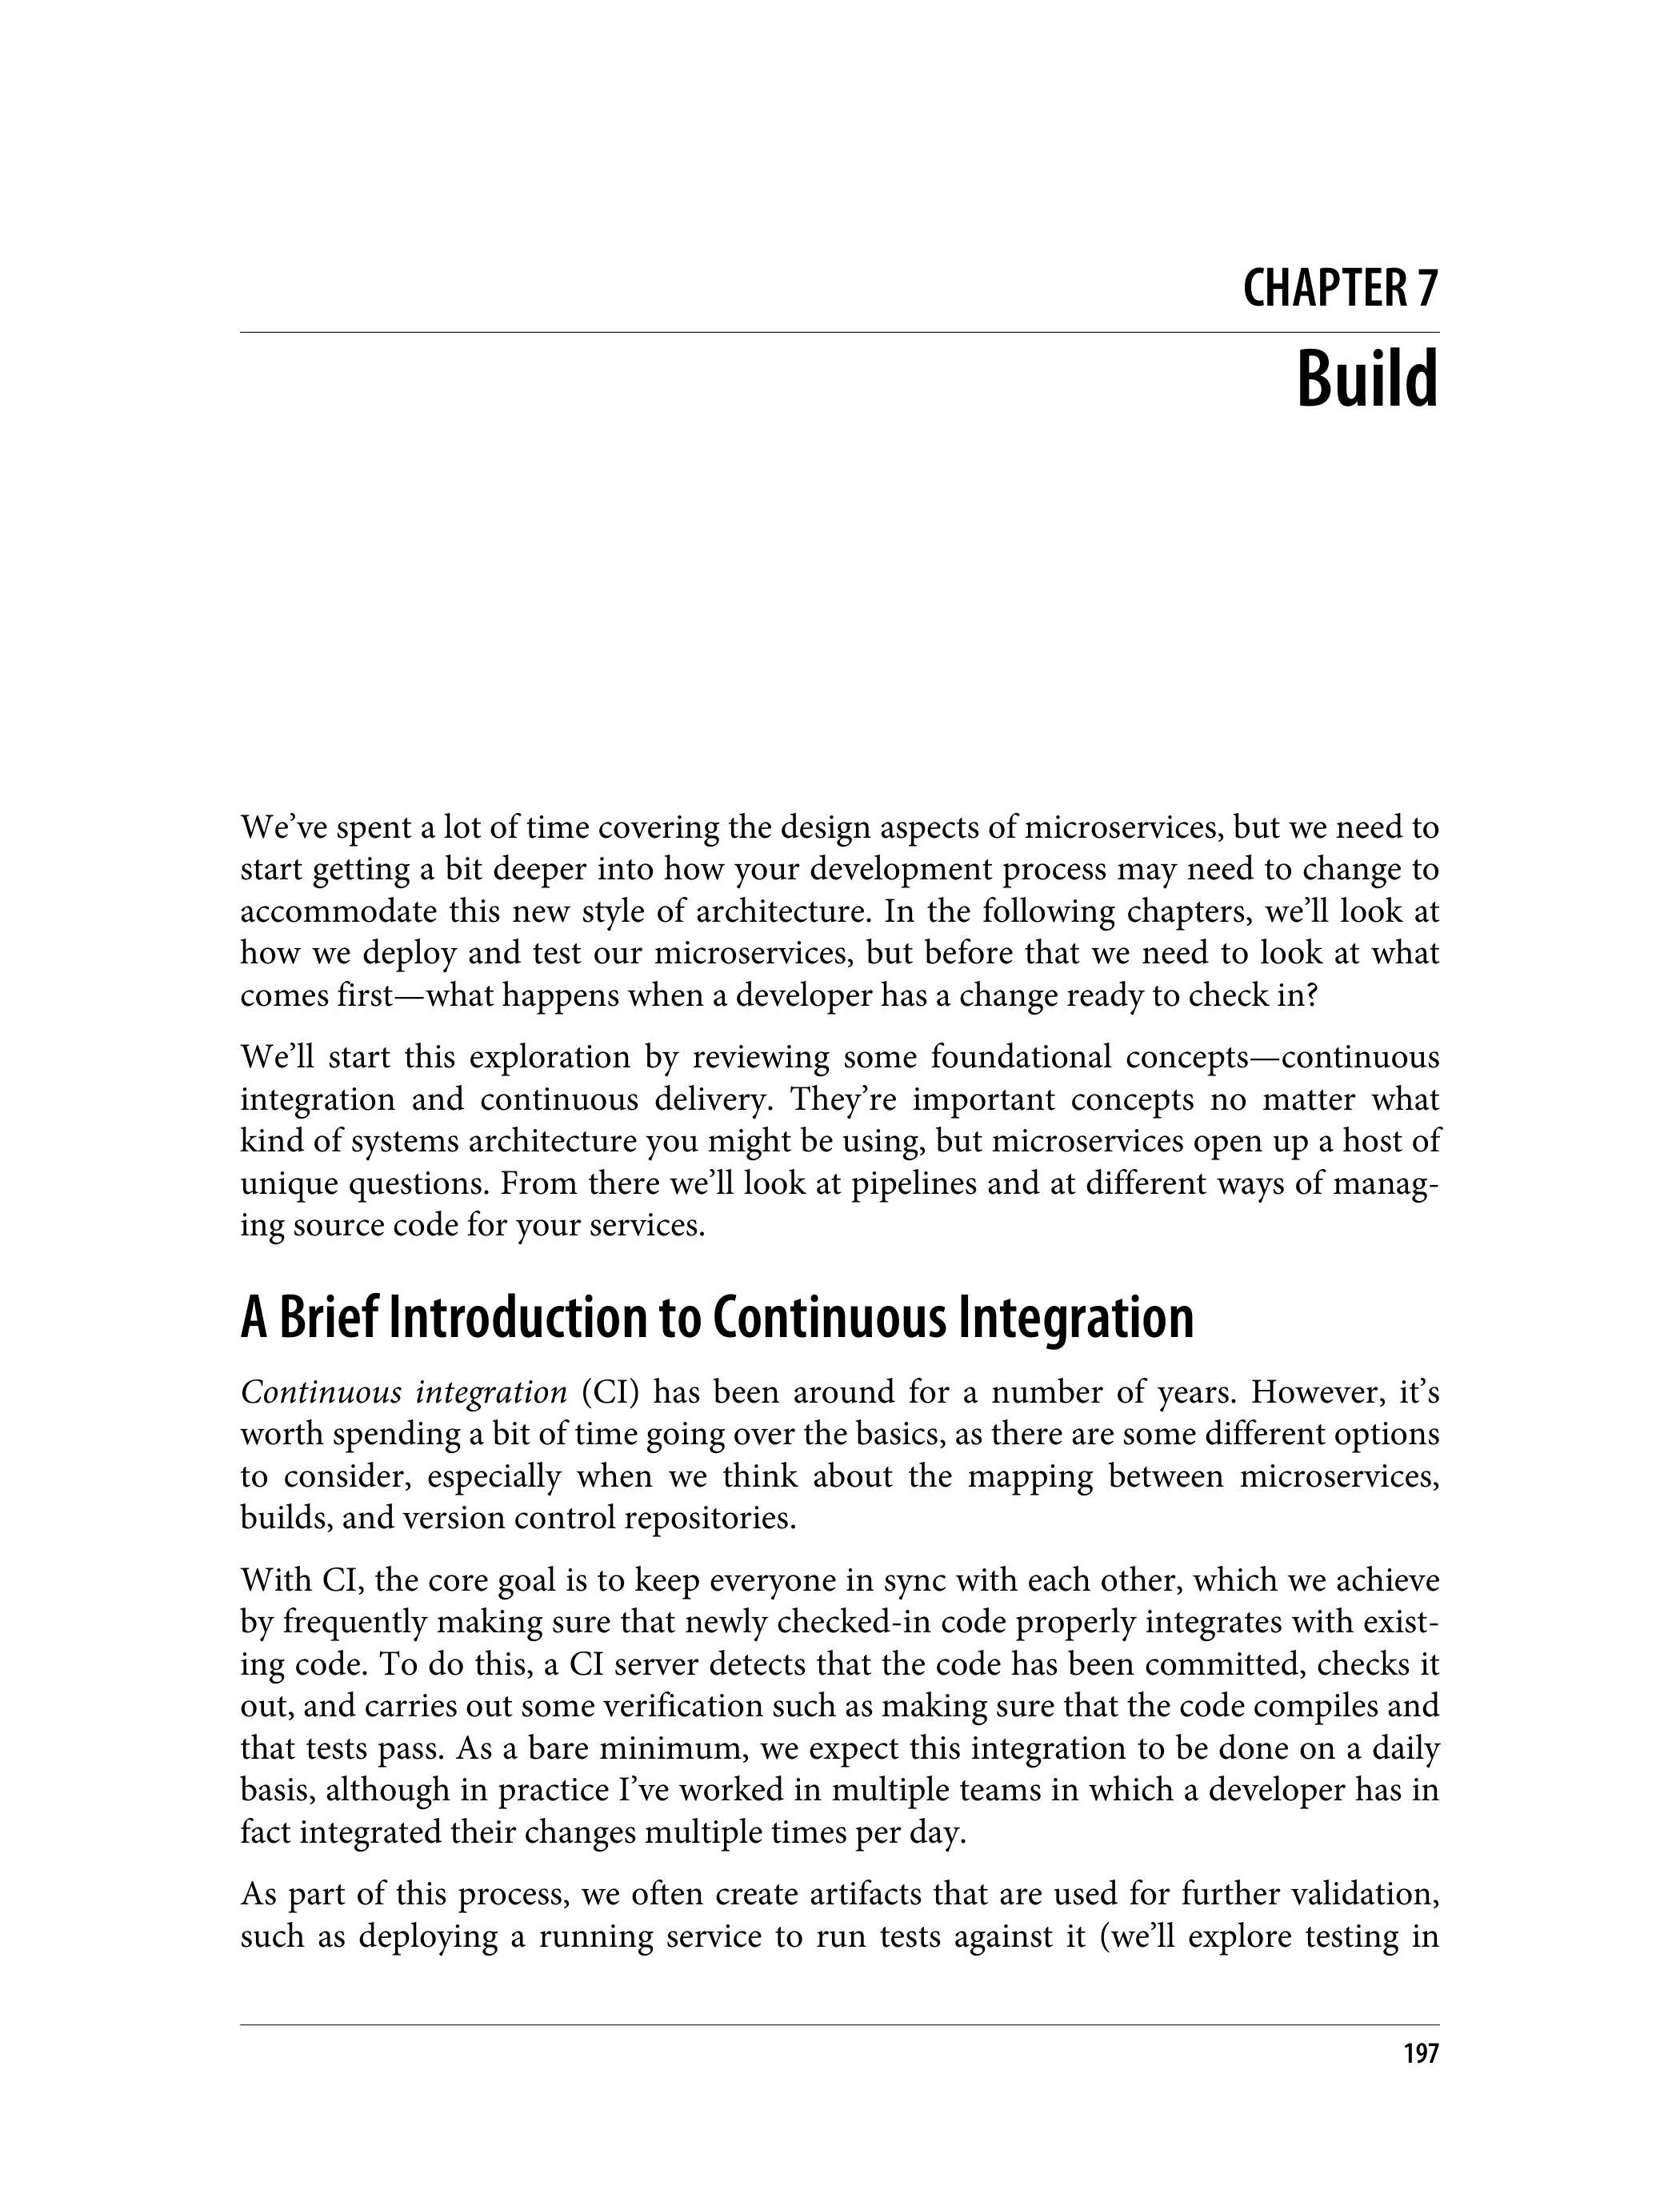 CHAPTER 7
Build
We’ve spent a lot of time covering the design aspects of microservices, but we need to
start getting a bit deeper into how your development process may need to change to
accommodate this new style of architecture. In the following chapters, we’ll look at
how we deploy and test our microservices, but before that we need to look at what
comes first—what happens when a developer has a change ready to check in?
We’ll start this exploration by reviewing some foundational concepts—continuous
integration and continuous delivery. They’re important concepts no matter what
kind of systems architecture you might be using, but microservices open up a host of
unique questions. From there we’ll look at pipelines and at different ways of manag-
ing source code for your services.
A Brief Introduction to Continuous Integration
Continuous integration (CI) has been around for a number of years. However, it’s
worth spending a bit of time going over the basics, as there are some different options
to consider, especially when we think about the mapping between microservices,
builds, and version control repositories.
With CI, the core goal is to keep everyone in sync with each other, which we achieve
by frequently making sure that newly checked-in code properly integrates with exist-
ing code. To do this, a CI server detects that the code has been committed, checks it
out, and carries out some verification such as making sure that the code compiles and
that tests pass. As a bare minimum, we expect this integration to be done on a daily
basis, although in practice I’ve worked in multiple teams in which a developer has in
fact integrated their changes multiple times per day.
As part of this process, we often create artifacts that are used for further validation,
such as deploying a running service to run tests against it (we’ll explore testing in
197